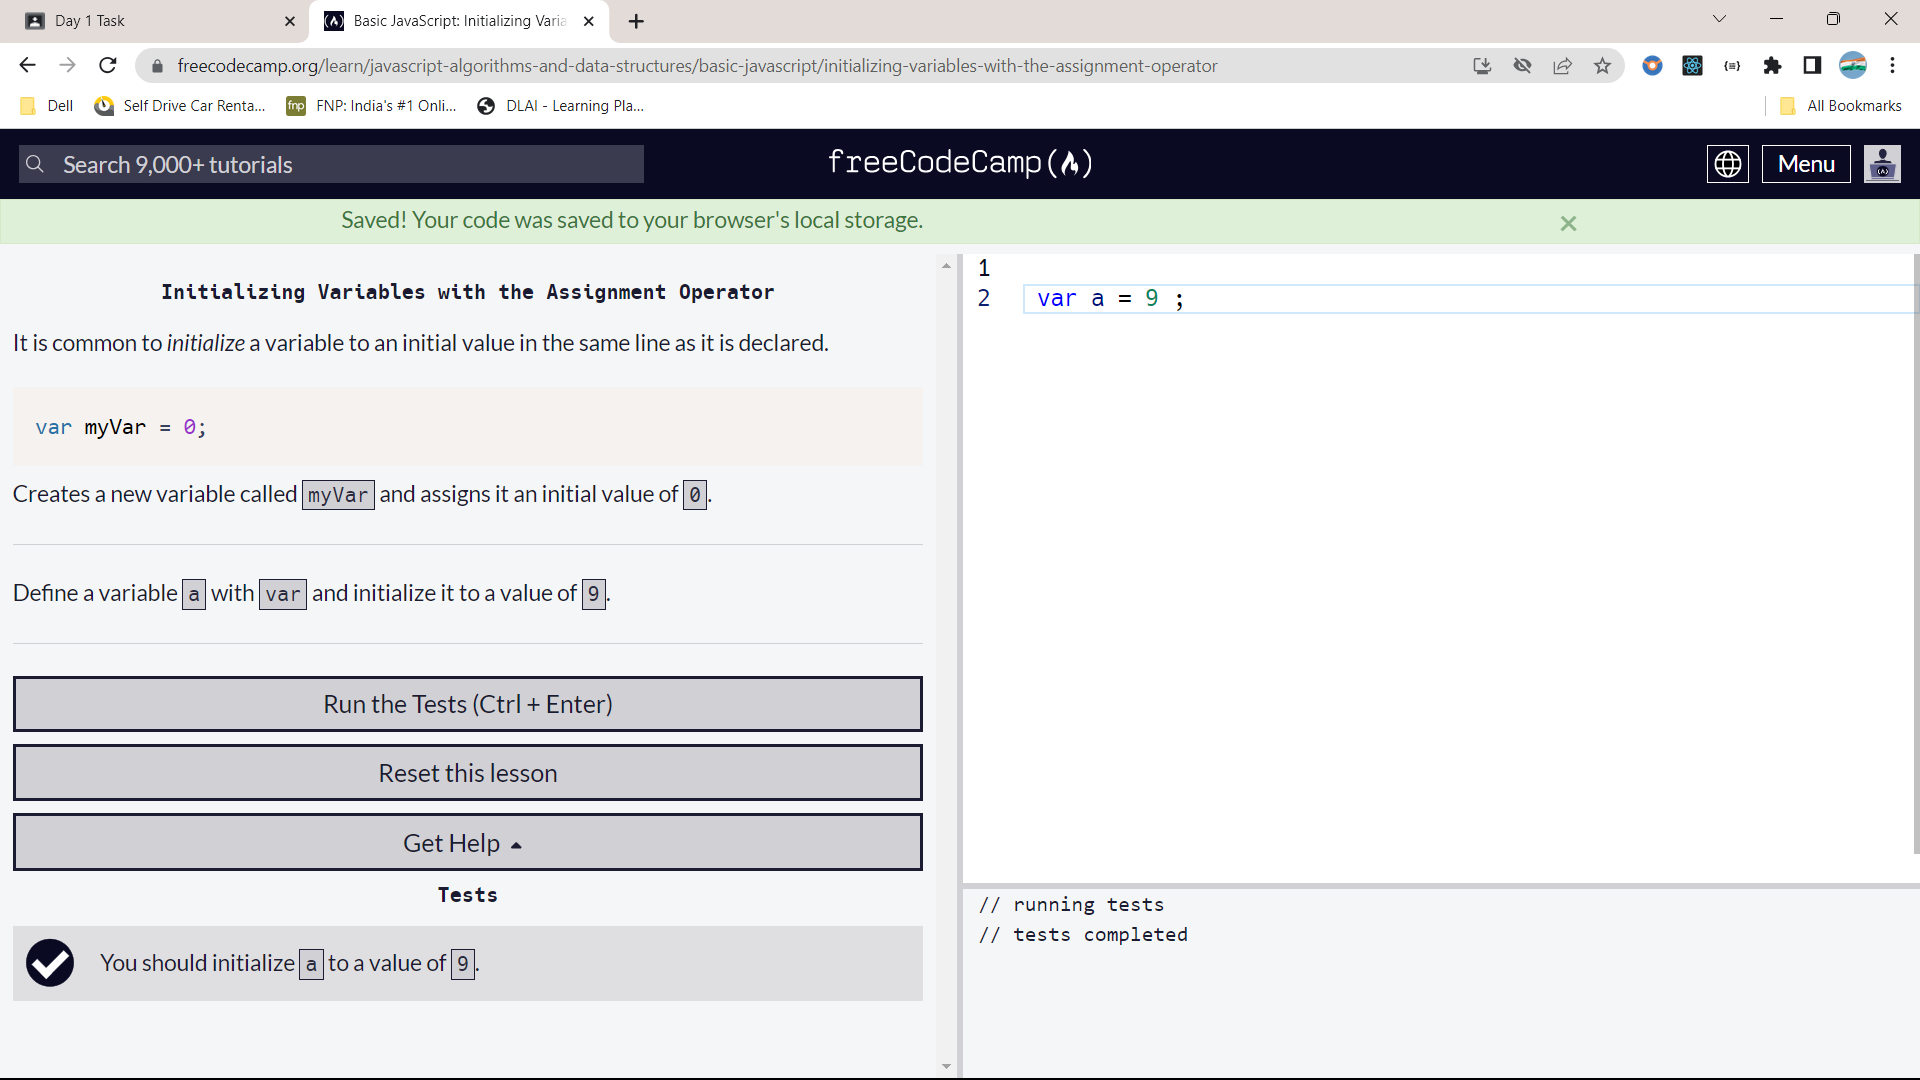 Day 1 Task
Basic JavaScript: Initializing Varia
freecodecamp.org/learn/javascript-algorithms-and-data-structures/basic-javascript/initializing-variables-with-the-assignment-operator
Dell
Self Drive Car Renta...
fnp
FNP: India's #1 Onli...
DLAI - Learning Pla...
All Bookmarks
Search 9,000+ tutorials
freeCodeCamp
Menu
Saved! Your code was saved to your browser's local storage.
Initializing Variables with the Assignment Operator
It is common to initialize a variable to an initial value in the same line as it is declared.
var myVar = 0;
Creates a new variable called myVar and assigns it an initial value of 0.
Define a variable a with var and initialize it to a value of 9.
Run the Tests (Ctrl + Enter)
Reset this lesson
Get Help
Tests
You should initialize a to a value of 9.
1
2 var a = 9 ;
// running tests
// tests completed